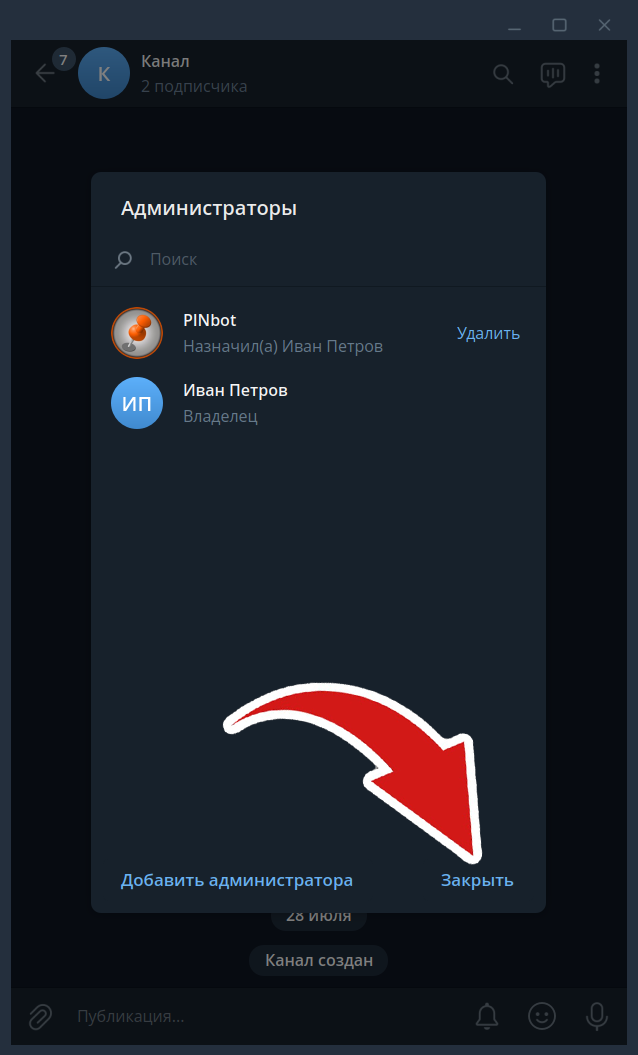 7
К
Канал
2 подписчика
Администраторы
Поиск
PINbot
Назначил(а) Иван Петров
Удалить
ИП
Иван Петров
Владелец
Добавить администратора
Закрыть
28 июля
Канал создан
Публикация...